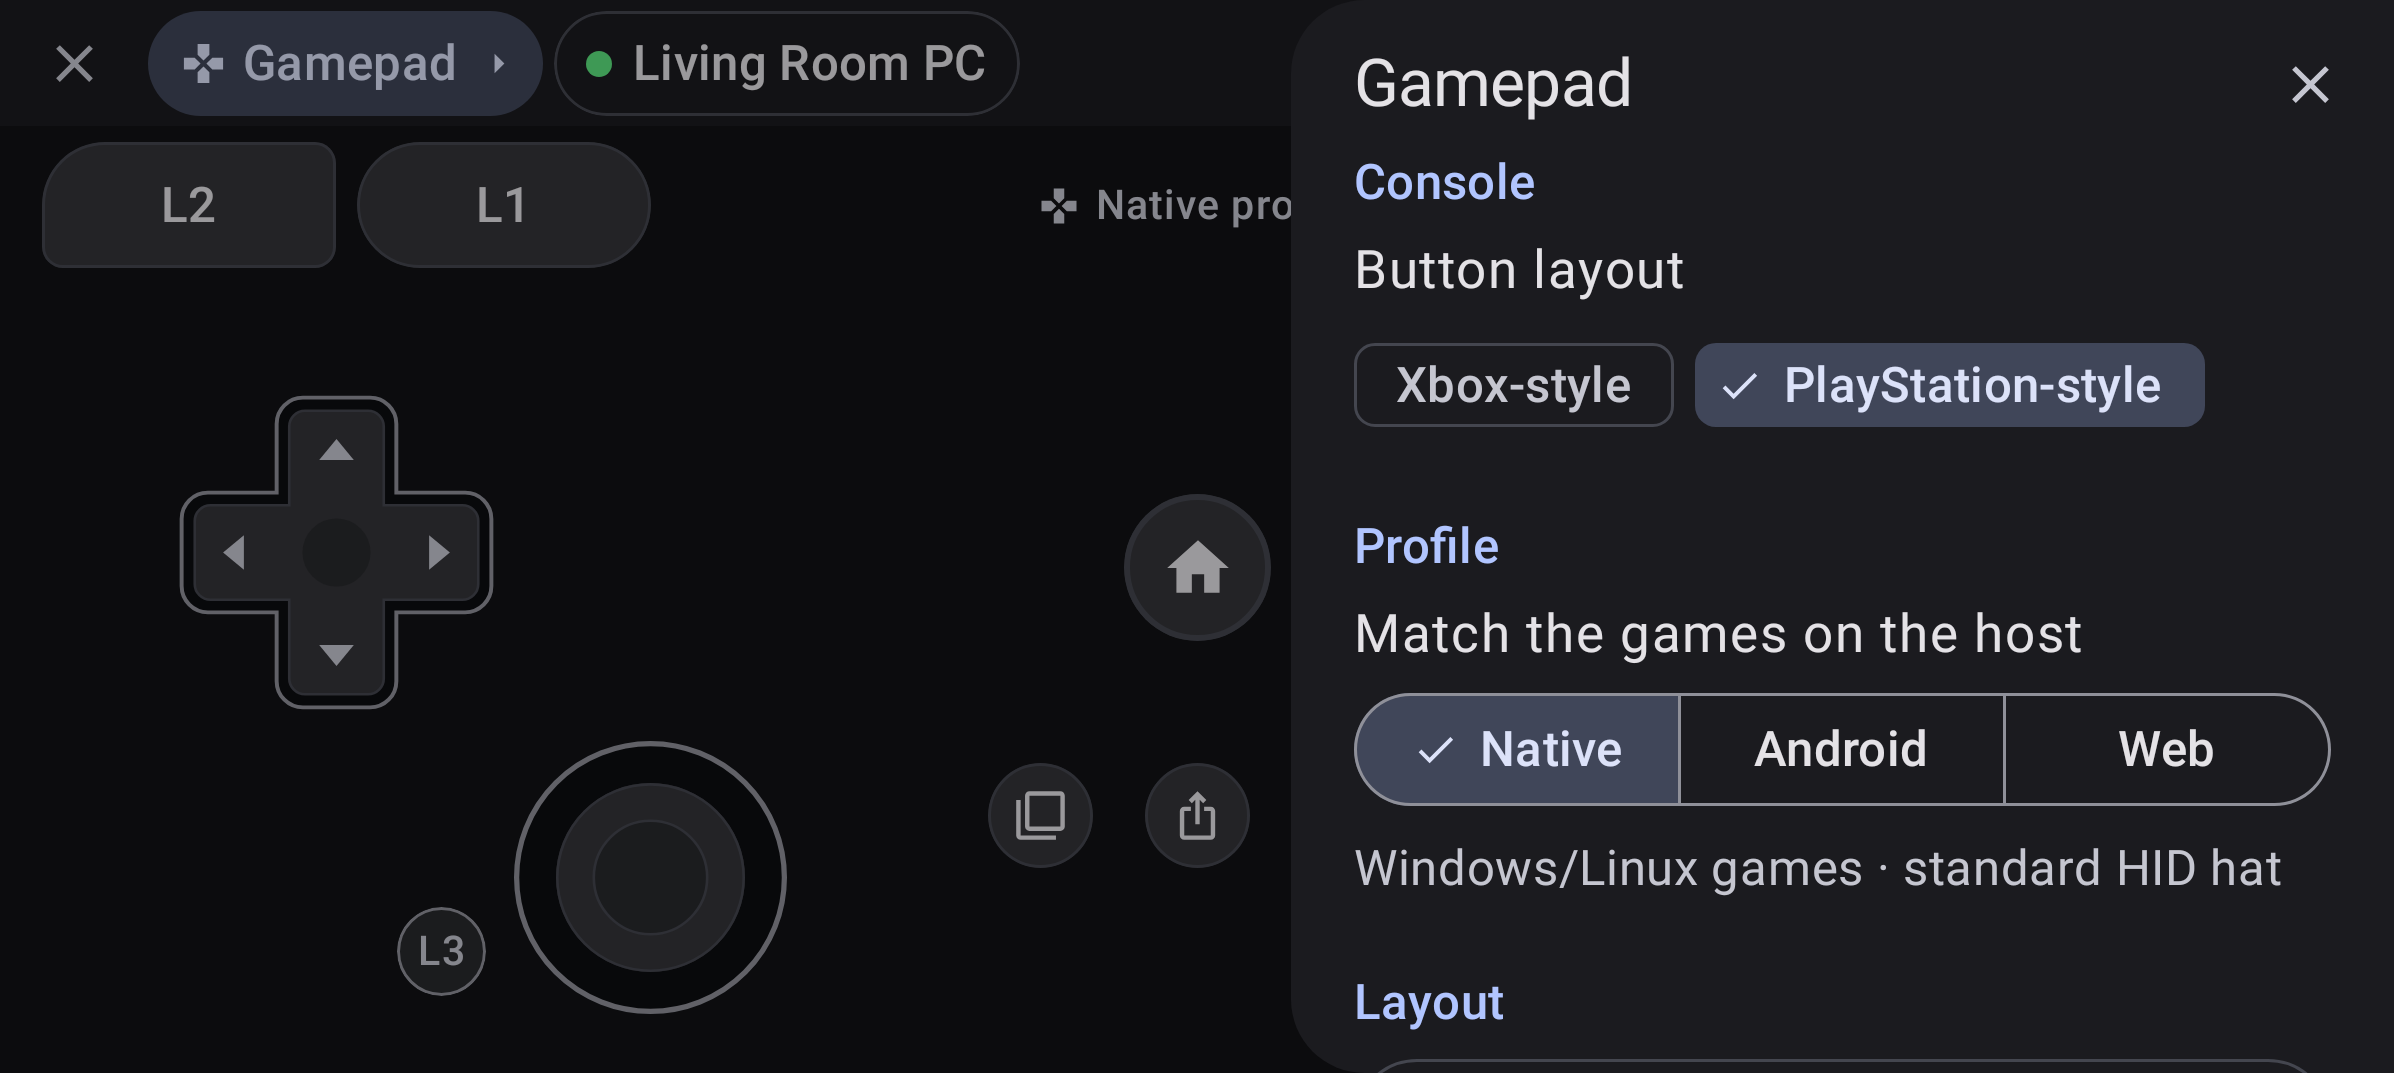 Gamepad
Living Room PC
L2
L1
Native pro
L3
Gamepad
Console
Button layout
Xbox-style
PlayStation-style
Profile
Match the games on the host
Native
Android
Web
Windows/Linux games · standard HID hat
Layout